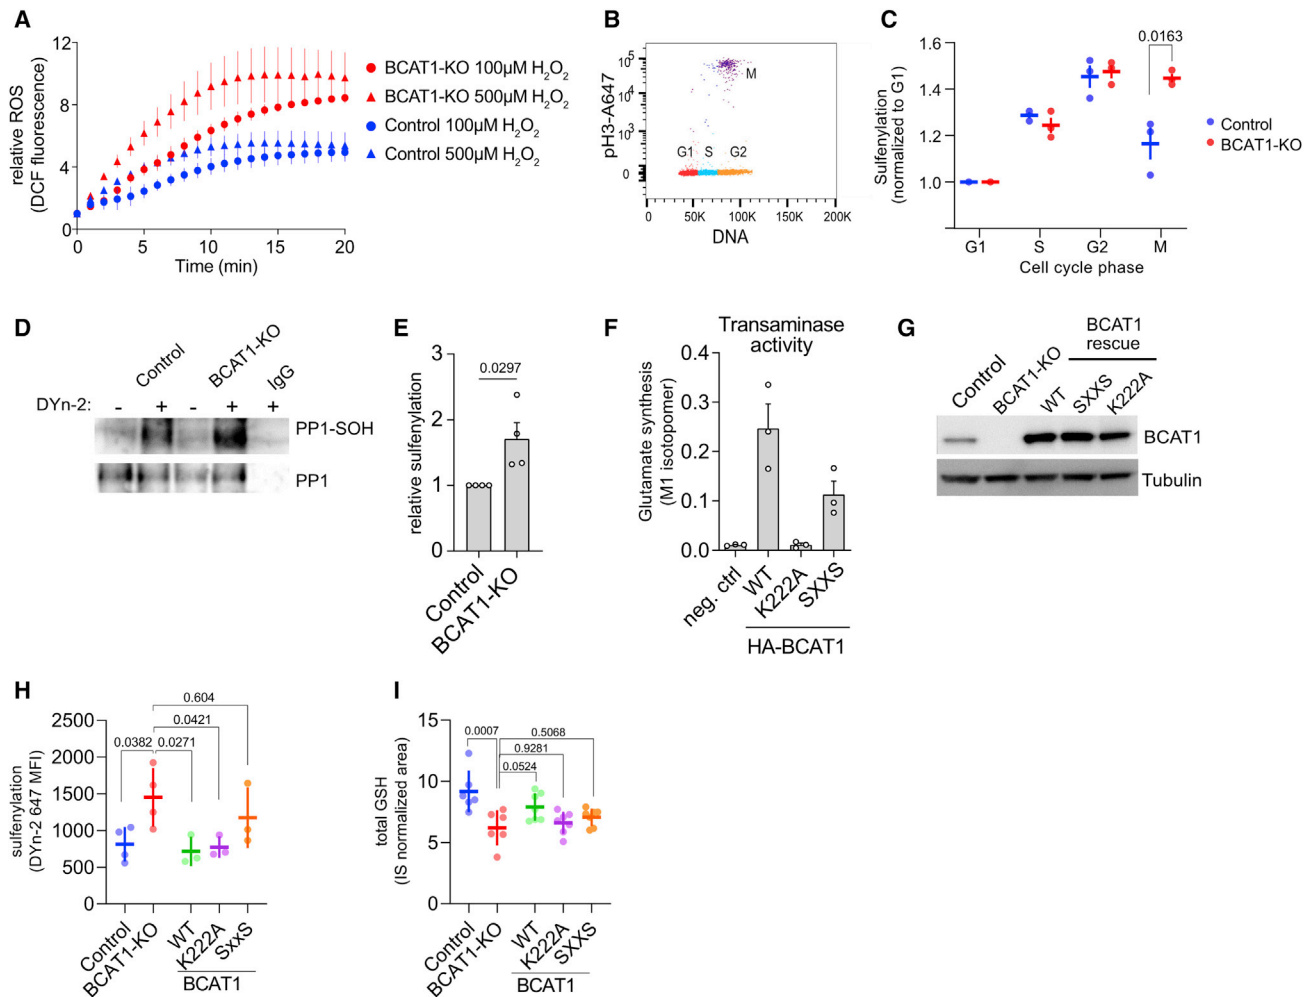 A
relative ROS
(DCF fluorescence)
12
8
4
0
0 5 10 15 20
Time (min)
BCAT1-KO 100µM H₂O₂
BCAT1-KO 500µM H₂O₂
Control 100µM H₂O₂
Control 500µM H₂O₂
B
pH3-A647
10⁵
10⁴
10³
0
M
G1 S G2
0 50K 100K 150K 200K
DNA
C
Sulfenylation
(normalized to G1)
1.6
1.4
1.2
1.0
0.0163
G1 S G2 M
Cell cycle phase
Control
BCAT1-KO
D
Control BCAT1-KO IgG
DYn-2: - + - + +
PP1-SOH
PP1
E
relative sulfenylation
3
2
1
0
0.0297
Control
BCAT1-KO
F
Transaminase
activity
Glutamate synthesis
(M1 isotopomer)
0.4
0.3
0.2
0.1
0.0
neg. ctrl WT K222A SXXS
HA-BCAT1
G
BCAT1
rescue
Control BCAT1-KO WT SXXS K222A
BCAT1
Tubulin
H
sulfenylation
(DYn-2 647 MFI)
2500
2000
1500
1000
500
0
0.604
0.0421
0.0382 0.0271
Control BCAT1-KO WT K222A SxxS
BCAT1
I
total GSH
(IS normalized area)
15
10
5
0
0.0007 0.5068
0.9281
0.0524
Control BCAT1-KO WT K222A SXXS
BCAT1